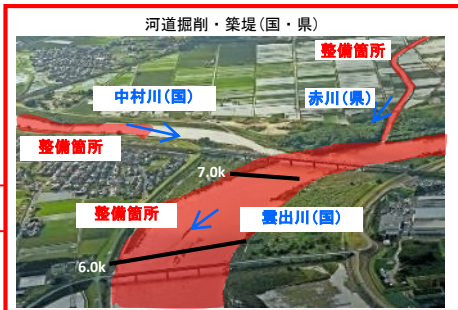 河道掘削・築堤(国・県)
整備箇所
中村川(国)
赤川(県)
整備箇所
7.0k
整備箇所
雲出川(国)
6.0k